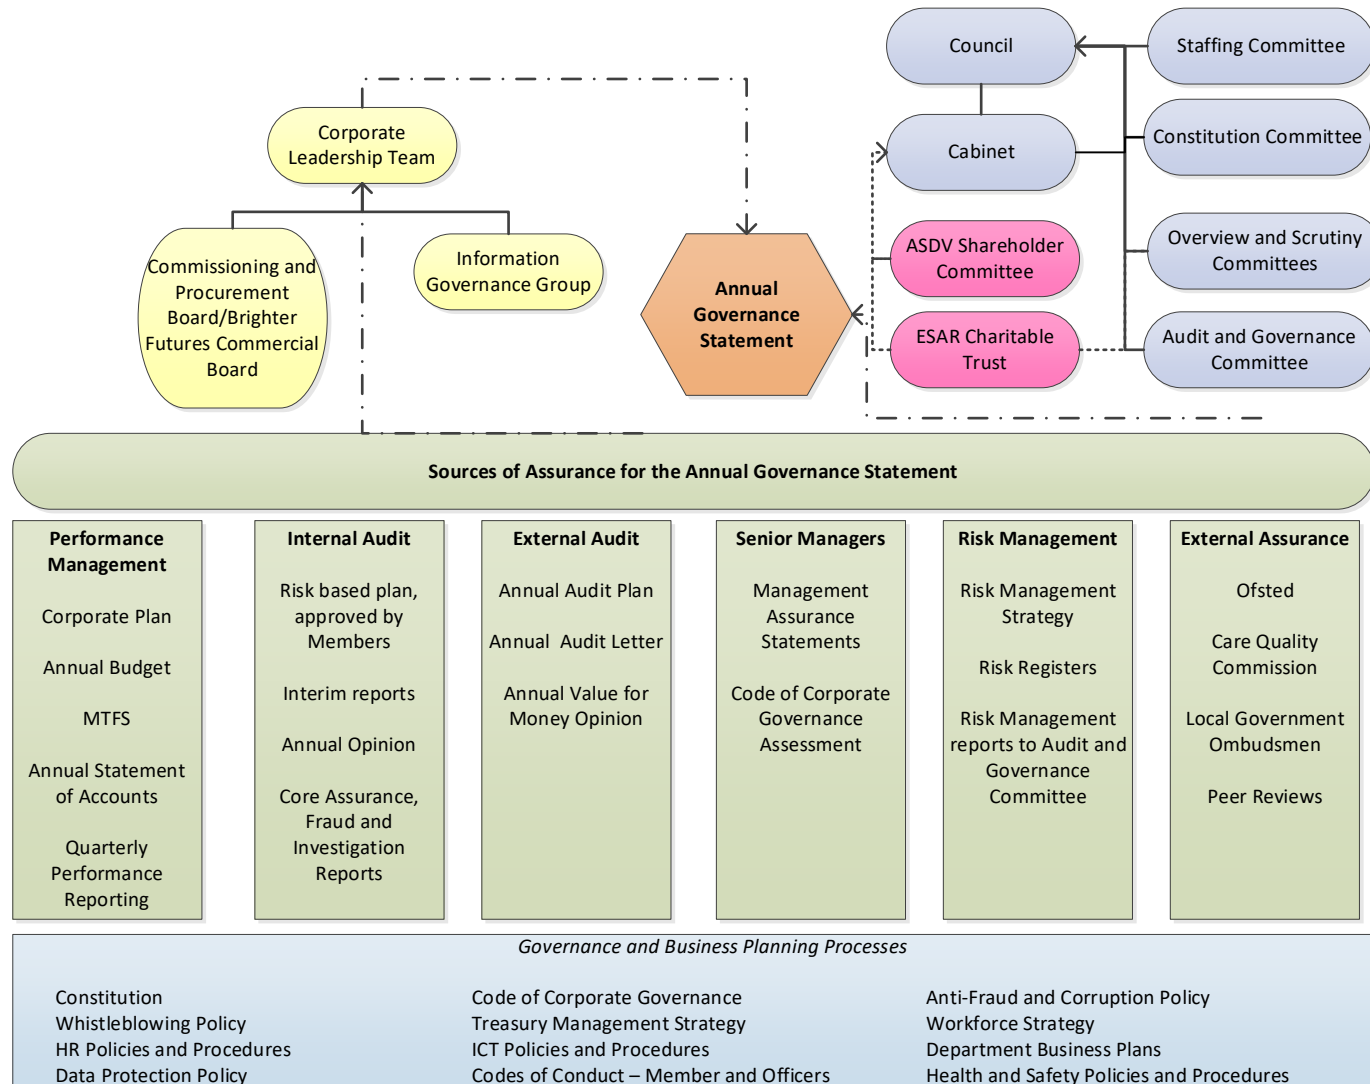 Council
Staffing Committee
Corporate
Leadership Team
Cabinet
Constitution Committee
Commissioning and
Procurement
Board/Brighter
Futures Commercial
Board
Information
Governance Group
Annual
Governance
Statement
ASDV Shareholder
Committee
Overview and Scrutiny
Committees
ESAR Charitable
Trust
Audit and Governance
Committee
Sources of Assurance for the Annual Governance Statement
Performance
Management
Corporate Plan
Annual Budget
MTFS
Annual Statement
of Accounts
Quarterly
Performance
Reporting
Internal Audit
Risk based plan,
approved by
Members
Interim reports
Annual Opinion
Core Assurance,
Fraud and
Investigation
Reports
External Audit
Annual Audit Plan
Annual Audit Letter
Annual Value for
Money Opinion
Senior Managers
Management
Assurance
Statements
Code of Corporate
Governance
Assessment
Risk Management
Risk Management
Strategy
Risk Registers
Risk Management
reports to Audit and
Governance
Committee
External Assurance
Ofsted
Care Quality
Commission
Local Government
Ombudsmen
Peer Reviews
Governance and Business Planning Processes
Constitution
Whistleblowing Policy
HR Policies and Procedures
Data Protection Policy
Code of Corporate Governance
Treasury Management Strategy
ICT Policies and Procedures
Codes of Conduct – Member and Officers
Anti-Fraud and Corruption Policy
Workforce Strategy
Department Business Plans
Health and Safety Policies and Procedures